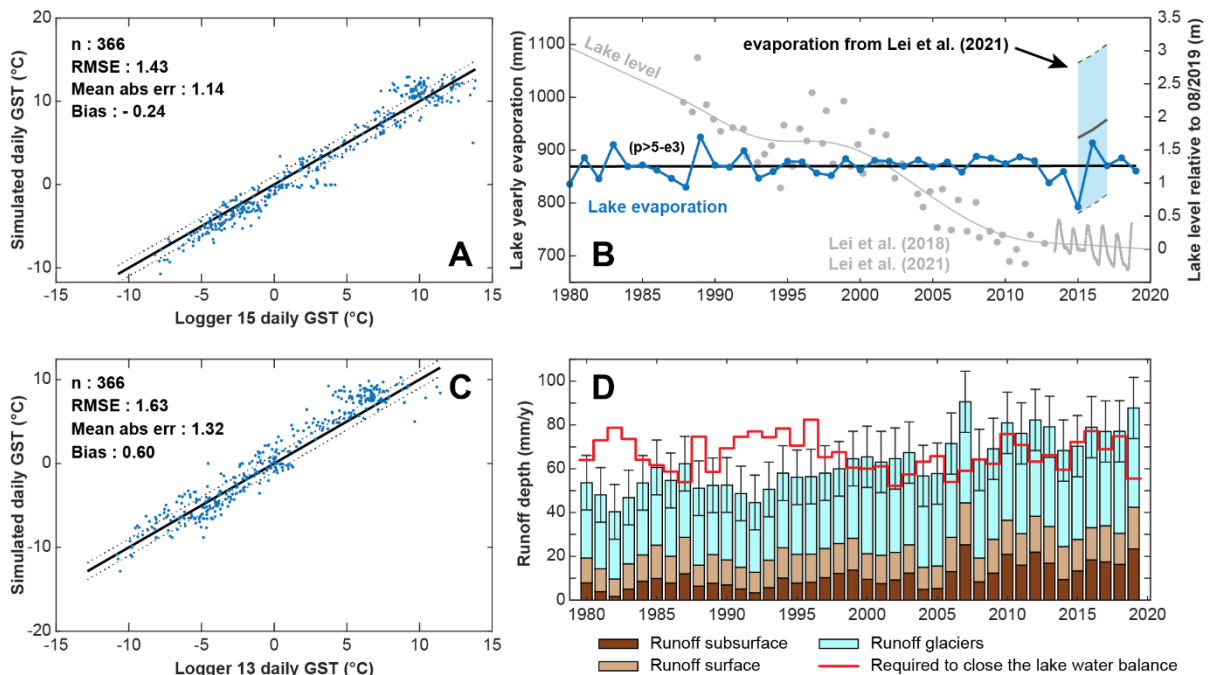 20
10
0
-10
-15
-10
-5
0
5
10
15
Simulated daily GST (°C)
Logger 15 daily GST (°C)
n : 366
RMSE : 1.43
Mean abs err : 1.14
Bias : - 0.24
A
1100
1000
900
800
700
Lake yearly evaporation (mm)
3.5
3
2.5
2
1.5
1
0.5
0
Lake level relative to 08/2019 (m)
1980
1985
1990
1995
2000
2005
2010
2015
2020
evaporation from Lei et al. (2021)
Lake level
(p>5-e3)
Lake evaporation
Lei et al. (2018)
Lei et al. (2021)
B
10
0
-10
-20
-15
-10
-5
0
5
10
15
Simulated daily GST (°C)
Logger 13 daily GST (°C)
n : 366
RMSE : 1.63
Mean abs err : 1.32
Bias : 0.60
C
100
80
60
40
20
0
Runoff depth (mm/y)
1980
1985
1990
1995
2000
2005
2010
2015
2020
D
Runoff subsurface
Runoff glaciers
Runoff surface
Required to close the lake water balance